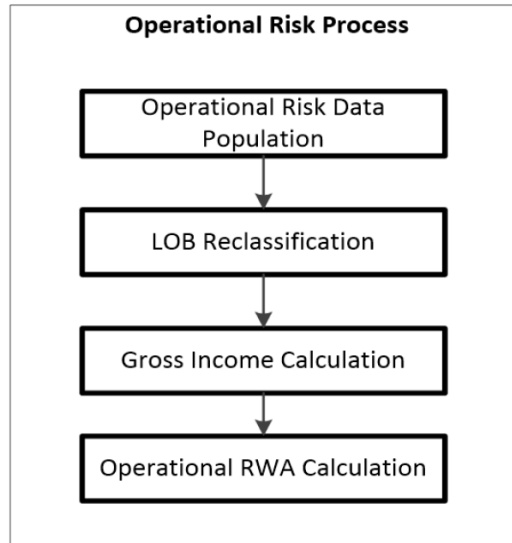 Operational Risk Process
Operational Risk Data
Population
LOB Reclassification
Gross Income Calculation
Operational RWA Calculation